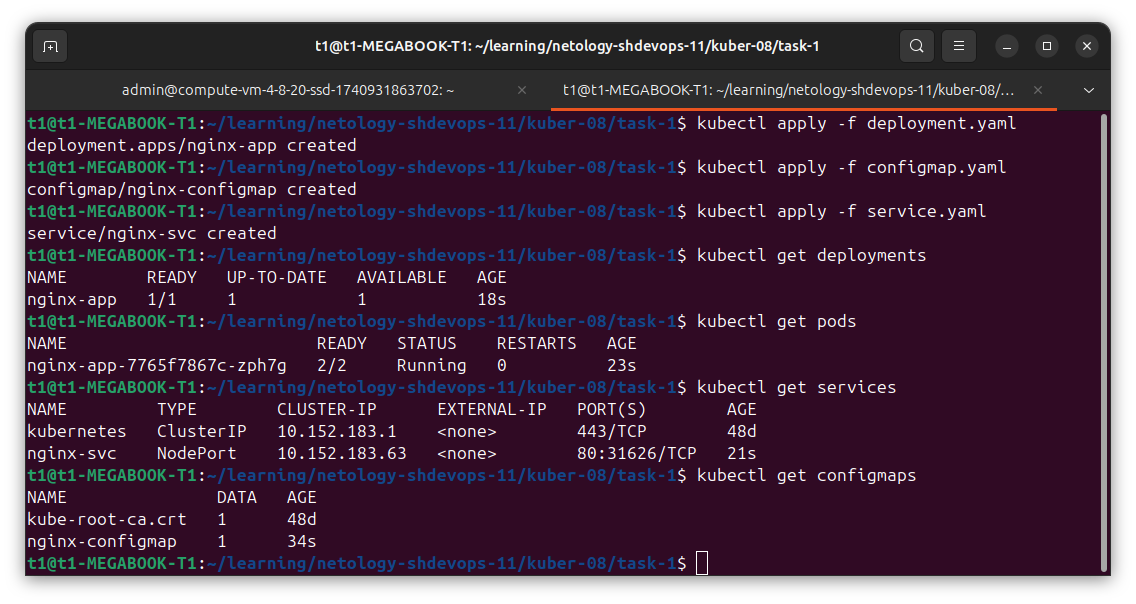 t1@t1-MEGABOOK-T1: ~/learning/netology-shdevops-11/kuber-08/task-1
admin@compute-vm-4-8-20-ssd-1740931863702: ~
t1@t1-MEGABOOK-T1: ~/learning/netology-shdevops-11/kuber-08/...
t1@t1-MEGABOOK-T1:~/learning/netology-shdevops-11/kuber-08/task-1$ kubectl apply -f deployment.yaml
deployment.apps/nginx-app created
t1@t1-MEGABOOK-T1:~/learning/netology-shdevops-11/kuber-08/task-1$ kubectl apply -f configmap.yaml
configmap/nginx-configmap created
t1@t1-MEGABOOK-T1:~/learning/netology-shdevops-11/kuber-08/task-1$ kubectl apply -f service.yaml
service/nginx-svc created
t1@t1-MEGABOOK-T1:~/learning/netology-shdevops-11/kuber-08/task-1$ kubectl get deployments
NAME        READY   UP-TO-DATE   AVAILABLE   AGE
nginx-app   1/1     1            1           18s
t1@t1-MEGABOOK-T1:~/learning/netology-shdevops-11/kuber-08/task-1$ kubectl get pods
NAME                         READY   STATUS    RESTARTS   AGE
nginx-app-7765f7867c-zph7g   2/2     Running   0          23s
t1@t1-MEGABOOK-T1:~/learning/netology-shdevops-11/kuber-08/task-1$ kubectl get services
NAME         TYPE        CLUSTER-IP      EXTERNAL-IP   PORT(S)        AGE
kubernetes   ClusterIP   10.152.183.1    <none>        443/TCP        48d
nginx-svc    NodePort    10.152.183.63   <none>        80:31626/TCP   21s
t1@t1-MEGABOOK-T1:~/learning/netology-shdevops-11/kuber-08/task-1$ kubectl get configmaps
NAME               DATA   AGE
kube-root-ca.crt   1      48d
nginx-configmap    1      34s
t1@t1-MEGABOOK-T1:~/learning/netology-shdevops-11/kuber-08/task-1$